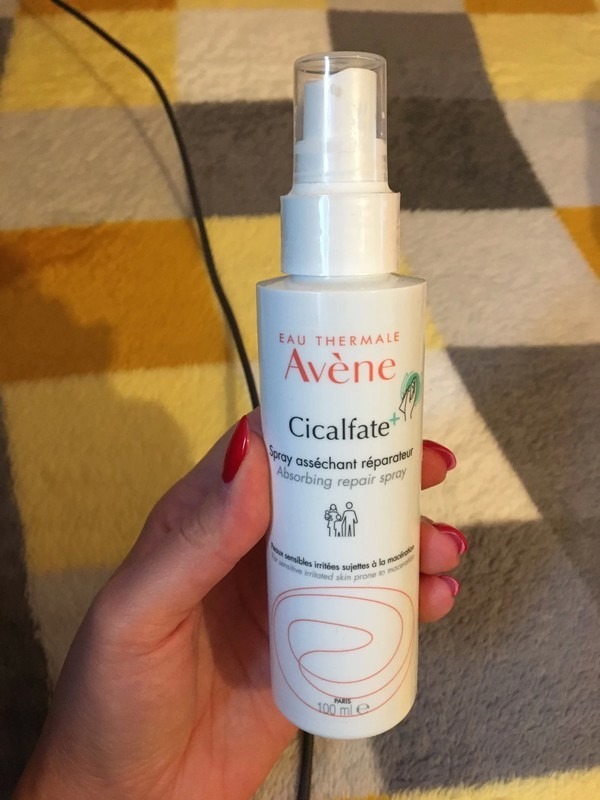 EAU THERMALE
Avène
Cicalfate+
Spray asséchant réparateur
Absorbing repair spray
Peaux sensibles irritées sujettes à la macération
For sensitive irritated skin prone to maceration
PARIS
100 ml ℮